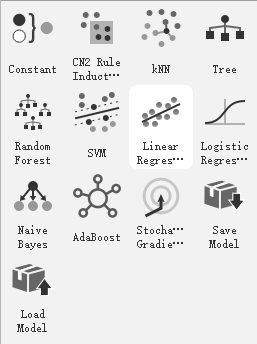 Constant
CN2 Rule
Induct…
kNN
Tree
Random
Forest
SVM
Linear
Regres…
Logistic
Regres…
Naive
Bayes
AdaBoost
Stocha…
Gradie…
Save
Model
Load
Model